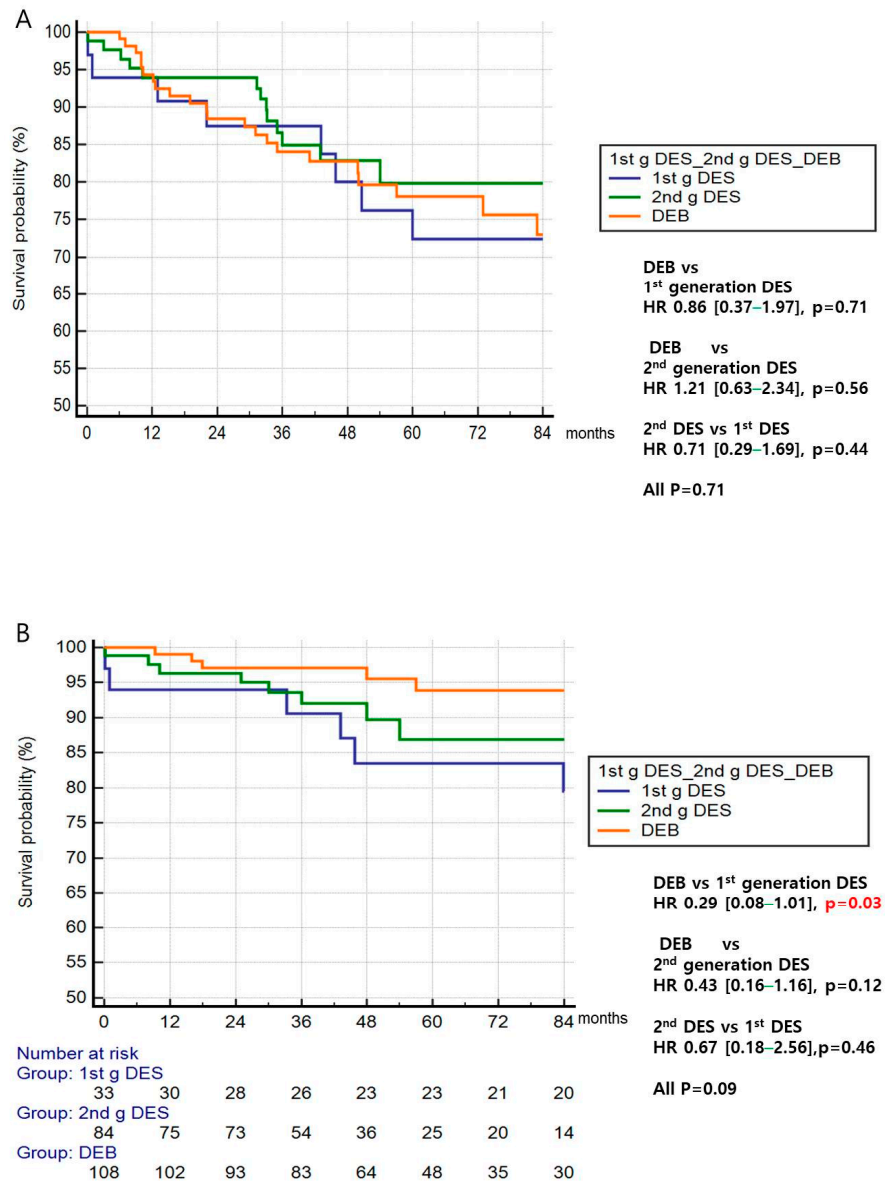 A
Survival probability (%)
100
95
90
85
80
75
70
65
60
55
50
0 12 24 36 48 60 72 84 months
1st g DES_2nd g DES_DEB
1st g DES
2nd g DES
DEB
DEB vs
1st generation DES
HR 0.86 [0.37–1.97], p=0.71
DEB vs
2nd generation DES
HR 1.21 [0.63–2.34], p=0.56
2nd DES vs 1st DES
HR 0.71 [0.29–1.69], p=0.44
All P=0.71
B
Survival probability (%)
100
95
90
85
80
75
70
65
60
55
50
0 12 24 36 48 60 72 84 months
1st g DES_2nd g DES_DEB
1st g DES
2nd g DES
DEB
DEB vs 1st generation DES
HR 0.29 [0.08–1.01], p=0.03
DEB vs
2nd generation DES
HR 0.43 [0.16–1.16], p=0.12
2nd DES vs 1st DES
HR 0.67 [0.18–2.56],p=0.46
All P=0.09
Number at risk
Group: 1st g DES
33 30 28 26 23 23 21 20
Group: 2nd g DES
84 75 73 54 36 25 20 14
Group: DEB
108 102 93 83 64 48 35 30